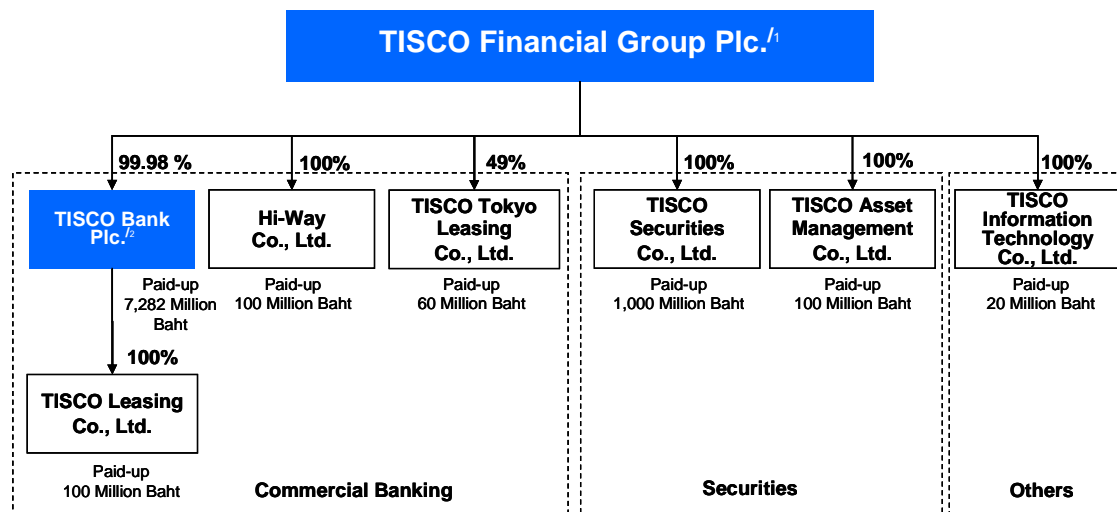 TISCO Financial Group Plc./1
99.98 %
100%
49%
100%
100%
100%
TISCO Bank
Plc./2
Hi-Way
Co., Ltd.
TISCO Tokyo
Leasing
Co., Ltd.
TISCO
Securities
Co., Ltd.
TISCO Asset
Management
Co., Ltd.
TISCO
Information
Technology
Co., Ltd.
Paid-up
7,282 Million
Baht
Paid-up
100 Million Baht
Paid-up
60 Million Baht
Paid-up
1,000 Million Baht
Paid-up
100 Million Baht
Paid-up
20 Million Baht
100%
TISCO Leasing
Co., Ltd.
Paid-up
100 Million Baht
Commercial Banking
Securities
Others